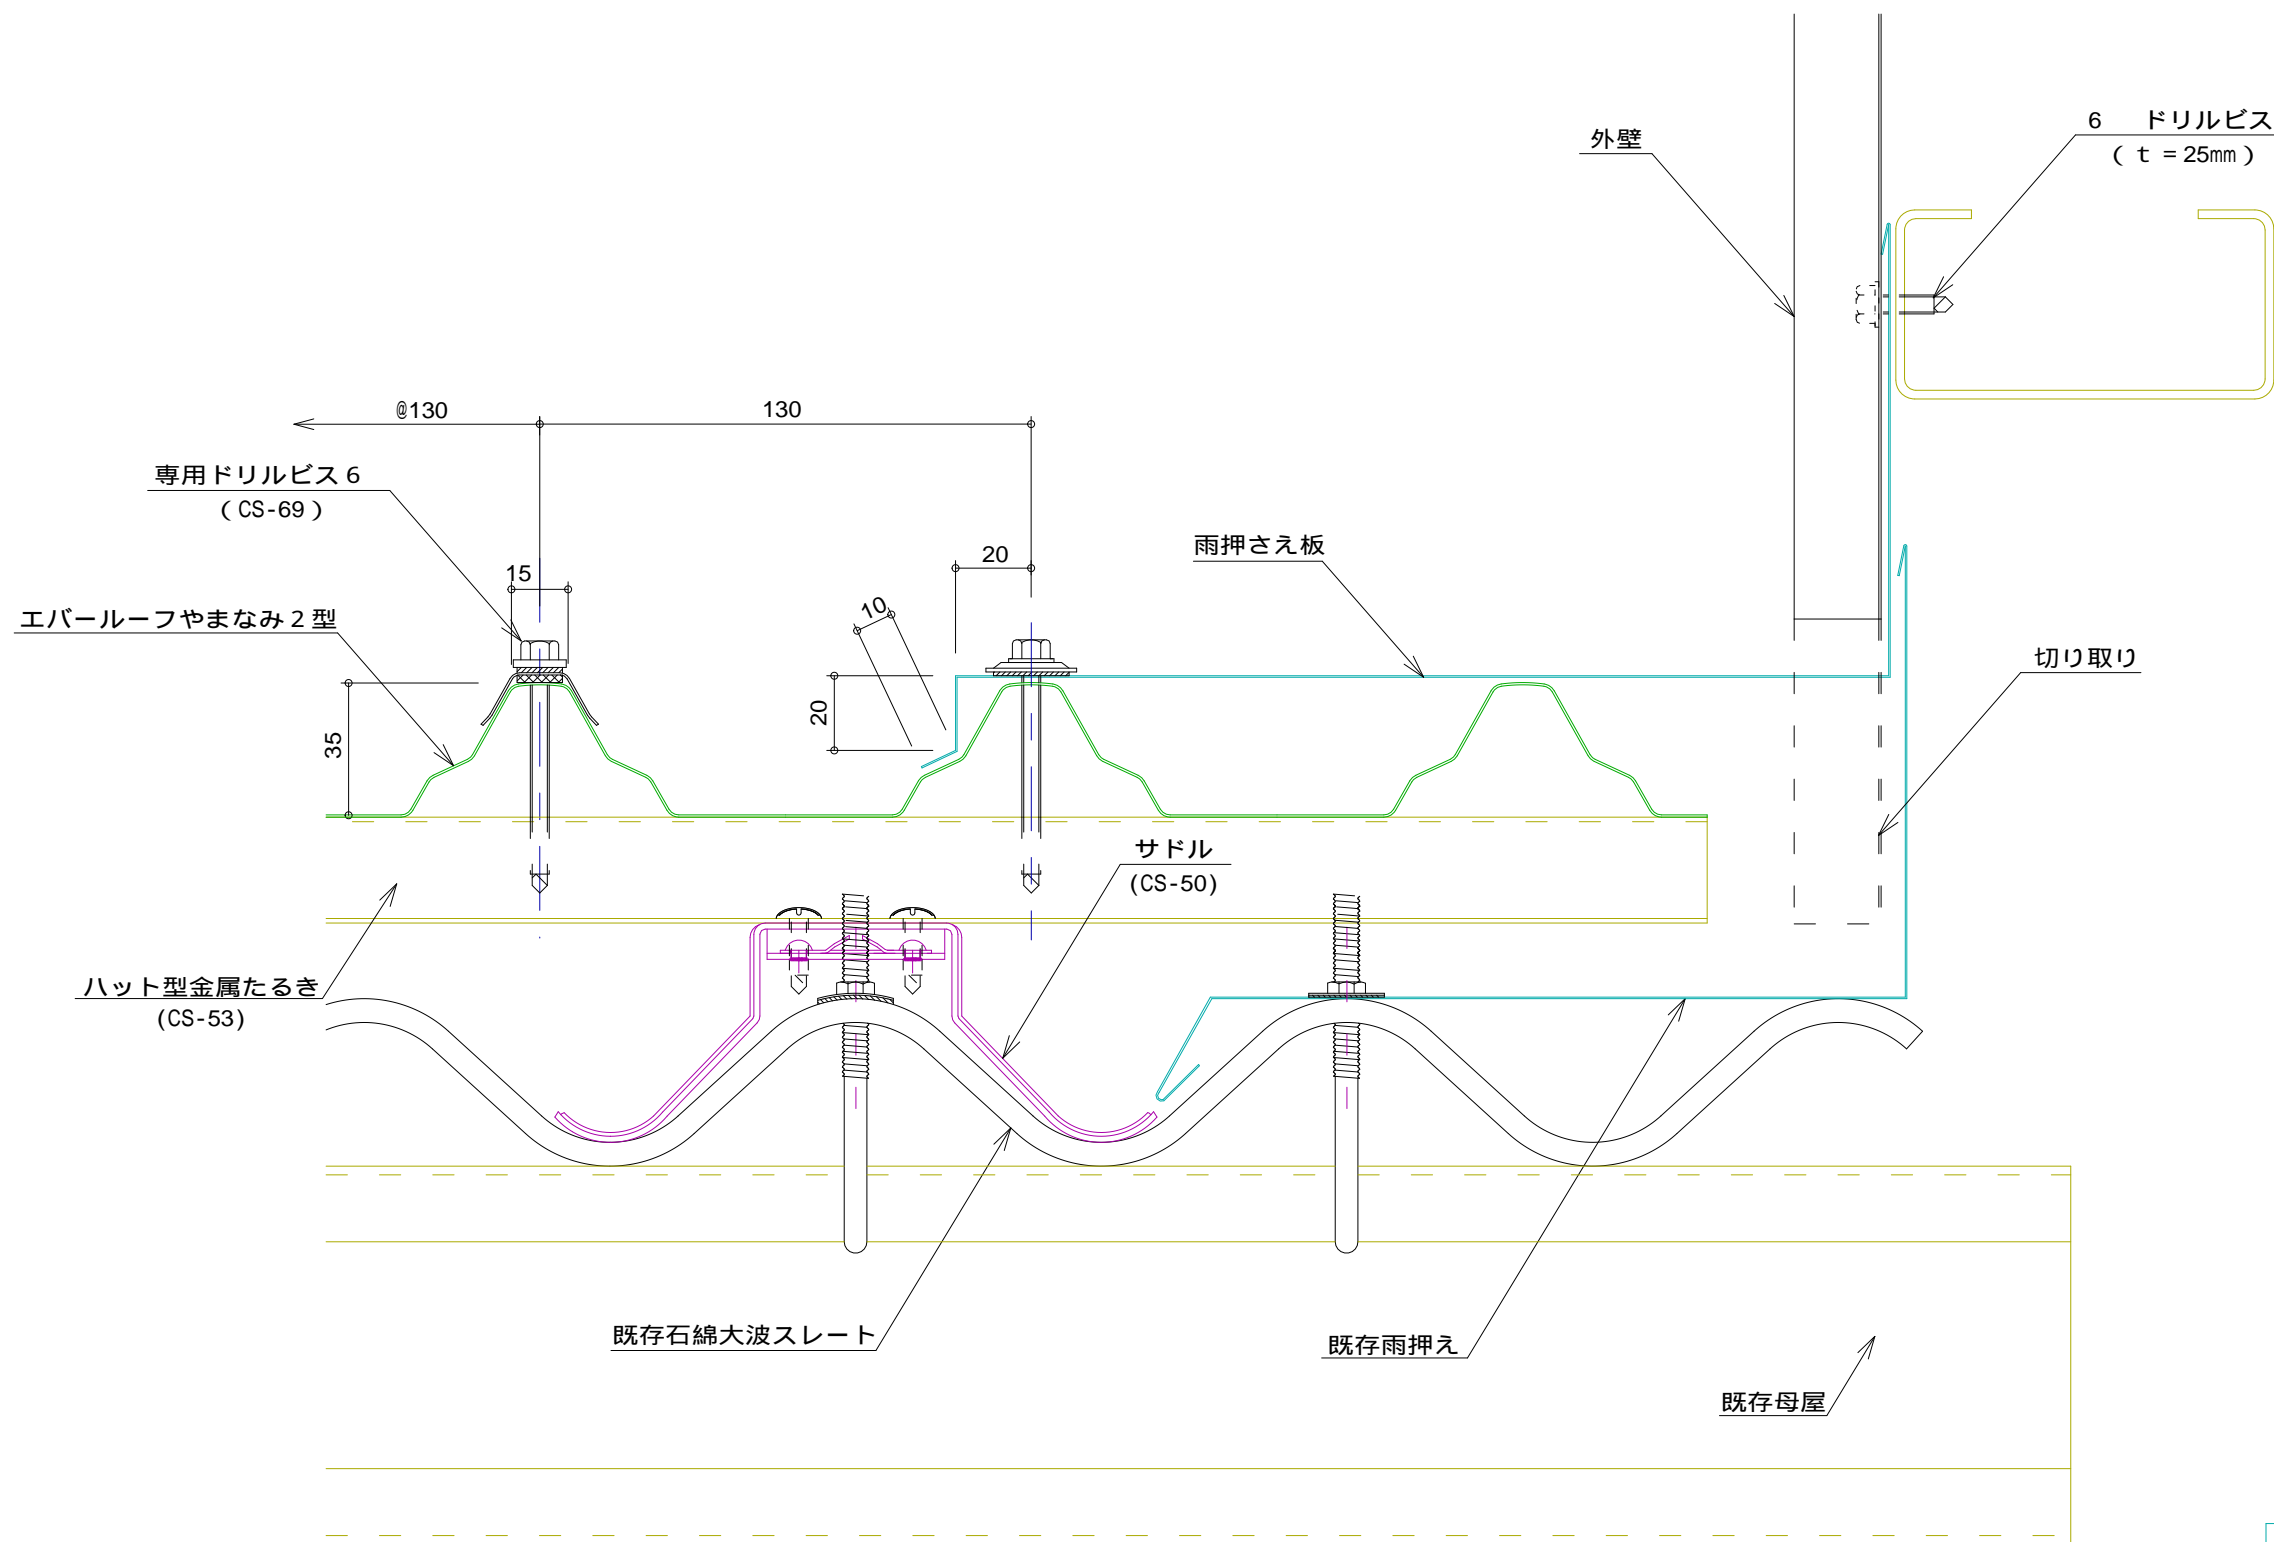 外壁
6　ドリルビス
( t =25mm )
@130
130
専用ドリルビス6
( CS-69 )
15
20
10
雨押さえ板
エバールーフやまなみ2型
35
20
切り取り
サドル
(CS-50)
ハット型金属たるき
(CS-53)
既存石綿大波スレート
既存雨押え
既存母屋